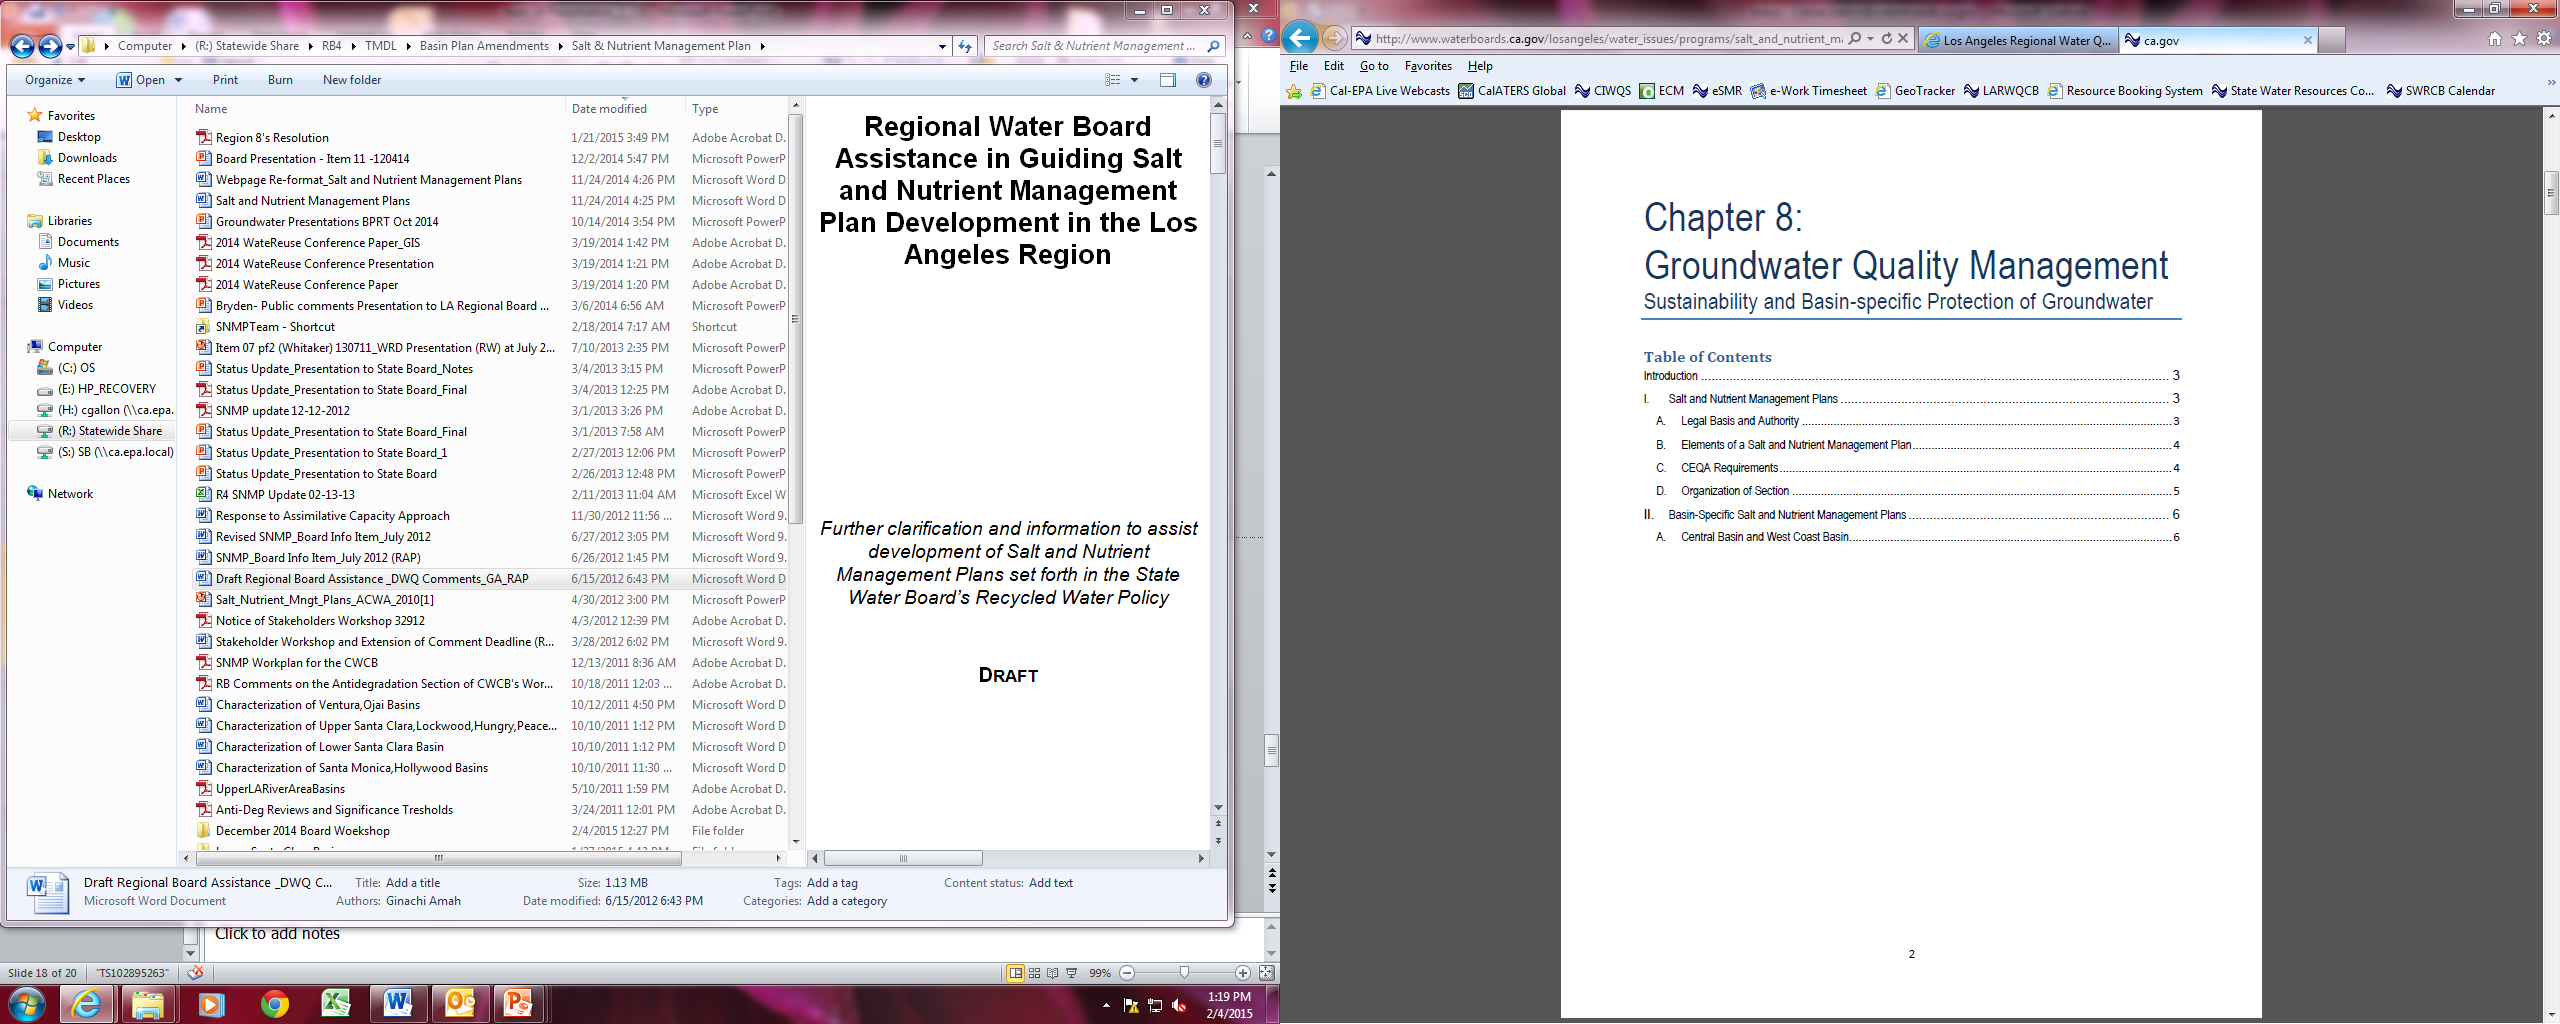 Computer ▸ (R:) Statewide Share ▸ RB4 ▸ TMDL ▸ Basin Plan Amendments ▸ Salt & Nutrient Management Plan ▸
Search Salt & Nutrient Management ...
Organize Open Print Burn New folder
Favorites
Desktop
Downloads
Recent Places
Libraries
Documents
Music
Pictures
Videos
Computer
(C:) OS
(E:) HP_RECOVERY
(H:) cgallon (\\ca.epa.
(R:) Statewide Share
(S:) SB (\\ca.epa.local)
Network
Name Date modified Type
Region 8's Resolution 1/21/2015 3:49 PM Adobe Acrobat D.
Board Presentation - Item 11 -120414 12/2/2014 5:47 PM Microsoft PowerP
Webpage Re-format_Salt and Nutrient Management Plans 11/24/2014 4:26 PM Microsoft Word D
Salt and Nutrient Management Plans 11/24/2014 4:25 PM Microsoft Word D
Groundwater Presentations BPRT Oct 2014 10/14/2014 3:54 PM Microsoft PowerP
2014 WateReuse Conference Paper_GIS 3/19/2014 1:42 PM Adobe Acrobat D.
2014 WateReuse Conference Presentation 3/19/2014 1:21 PM Adobe Acrobat D.
2014 WateReuse Conference Paper 3/19/2014 1:20 PM Adobe Acrobat D.
Bryden- Public comments Presentation to LA Regional Board ... 3/6/2014 6:56 AM Microsoft PowerP
SNMPTeam - Shortcut 2/18/2014 7:17 AM Shortcut
Item 07 pf2 (Whitaker) 130711_WRD Presentation (RW) at July 2... 7/10/2013 2:35 PM Microsoft PowerP
Status Update_Presentation to State Board_Notes 3/4/2013 3:15 PM Microsoft PowerP
Status Update_Presentation to State Board_Final 3/4/2013 12:25 PM Adobe Acrobat D.
SNMP update 12-12-2012 3/1/2013 3:26 PM Adobe Acrobat D.
Status Update_Presentation to State Board_Final 3/1/2013 7:58 AM Microsoft PowerP
Status Update_Presentation to State Board_1 2/27/2013 12:06 PM Microsoft PowerP
Status Update_Presentation to State Board 2/26/2013 12:48 PM Microsoft PowerP
R4 SNMP Update 02-13-13 2/11/2013 11:04 AM Microsoft Excel W
Response to Assimilative Capacity Approach 11/30/2012 11:56 ... Microsoft Word 9.
Revised SNMP_Board Info Item_July 2012 6/27/2012 3:05 PM Microsoft Word 9.
SNMP_Board Info Item_July 2012 (RAP) 6/26/2012 1:45 PM Microsoft Word 9.
Draft Regional Board Assistance _DWQ Comments_GA_RAP 6/15/2012 6:43 PM Microsoft Word D
Salt_Nutrient_Mngt_Plans_ACWA_2010[1] 4/30/2012 3:00 PM Microsoft PowerP
Notice of Stakeholders Workshop 32912 4/3/2012 12:39 PM Adobe Acrobat D.
Stakeholder Workshop and Extension of Comment Deadline (R... 3/28/2012 6:02 PM Microsoft Word 9.
SNMP Workplan for the CWCB 12/13/2011 8:36 AM Adobe Acrobat D.
RB Comments on the Antidegradation Section of CWCB's Wor... 10/18/2011 12:03 ... Adobe Acrobat D.
Characterization of Ventura,Ojai Basins 10/12/2011 4:50 PM Microsoft Word D
Characterization of Upper Santa Clara,Lockwood,Hungry,Peace... 10/10/2011 1:12 PM Microsoft Word D
Characterization of Lower Santa Clara Basin 10/10/2011 1:12 PM Microsoft Word D
Characterization of Santa Monica,Hollywood Basins 10/10/2011 11:30 ... Microsoft Word D
UpperLARiverAreaBasins 5/10/2011 1:59 PM Adobe Acrobat D.
Anti-Deg Reviews and Significance Tresholds 3/24/2011 12:01 PM Adobe Acrobat D.
December 2014 Board Woekshop 2/4/2015 12:27 PM File folder
Regional Water Board
Assistance in Guiding Salt
and Nutrient Management
Plan Development in the Los
Angeles Region
Further clarification and information to assist
development of Salt and Nutrient
Management Plans set forth in the State
Water Board's Recycled Water Policy
DRAFT
Draft Regional Board Assistance _DWQ C... Title: Add a title Size: 1.13 MB Tags: Add a tag Content status: Add text
Microsoft Word Document Authors: Ginachi Amah Date modified: 6/15/2012 6:43 PM Categories: Add a category
Click to add notes
Slide 18 of 20 "TS102895263" 99%
1:19 PM
2/4/2015
http://www.waterboards.ca.gov/losangeles/water_issues/programs/salt_and_nutrient_m
Los Angeles Regional Water Q... ca.gov
File Edit Go to Favorites Help
Cal-EPA Live Webcasts CalATERS Global CIWQS ECM eSMR e-Work Timesheet GeoTracker LARWQCB Resource Booking System State Water Resources Co... SWRCB Calendar
Chapter 8:
Groundwater Quality Management
Sustainability and Basin-specific Protection of Groundwater
Table of Contents
Introduction 3
I. Salt and Nutrient Management Plans 3
A. Legal Basis and Authority 3
B. Elements of a Salt and Nutrient Management Plan 4
C. CEQA Requirements 4
D. Organization of Section 5
II. Basin-Specific Salt and Nutrient Management Plans 6
A. Central Basin and West Coast Basin 6
2